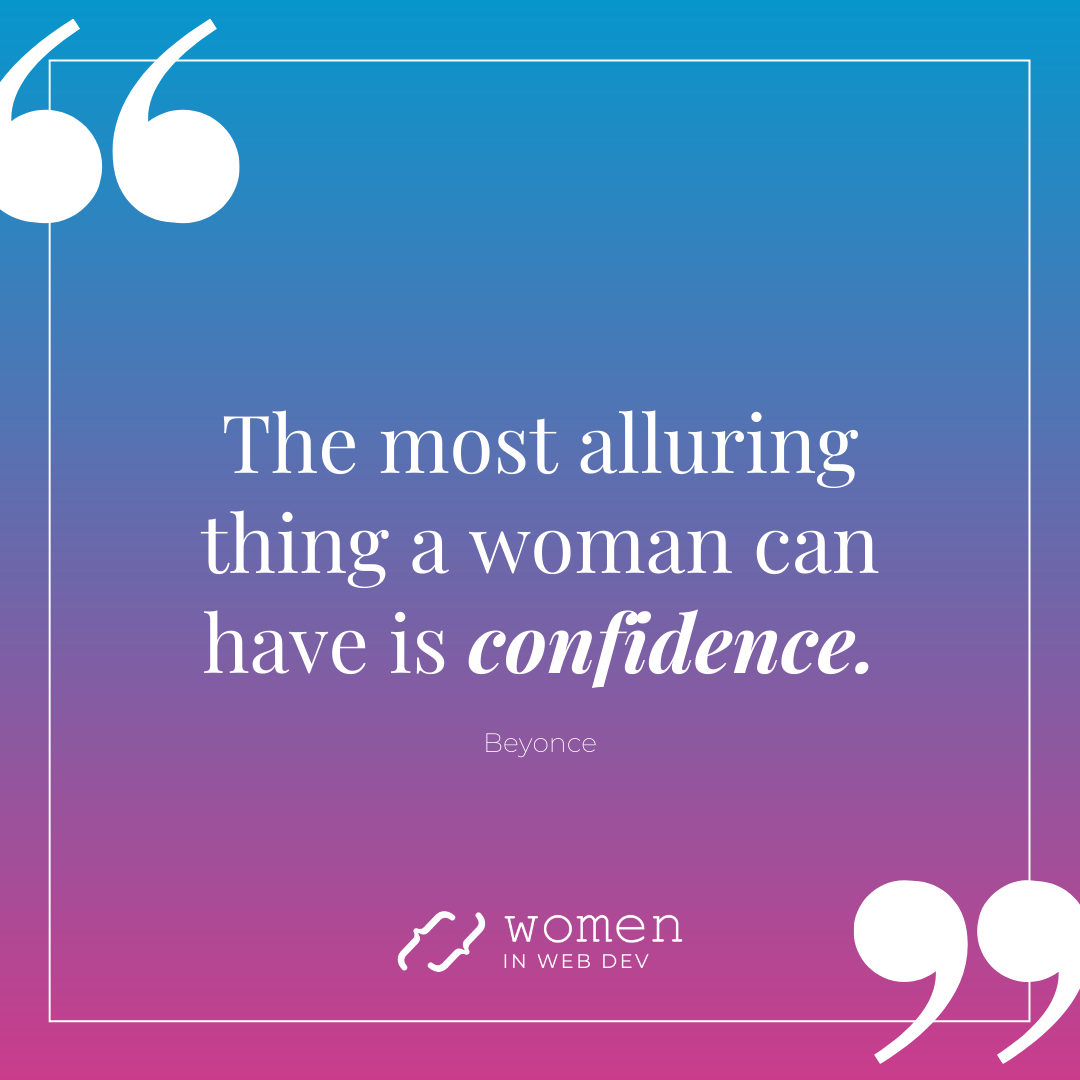 “
The most alluring
thing a woman can
have is confidence.
Beyonce
{} women
IN WEB DEV
”